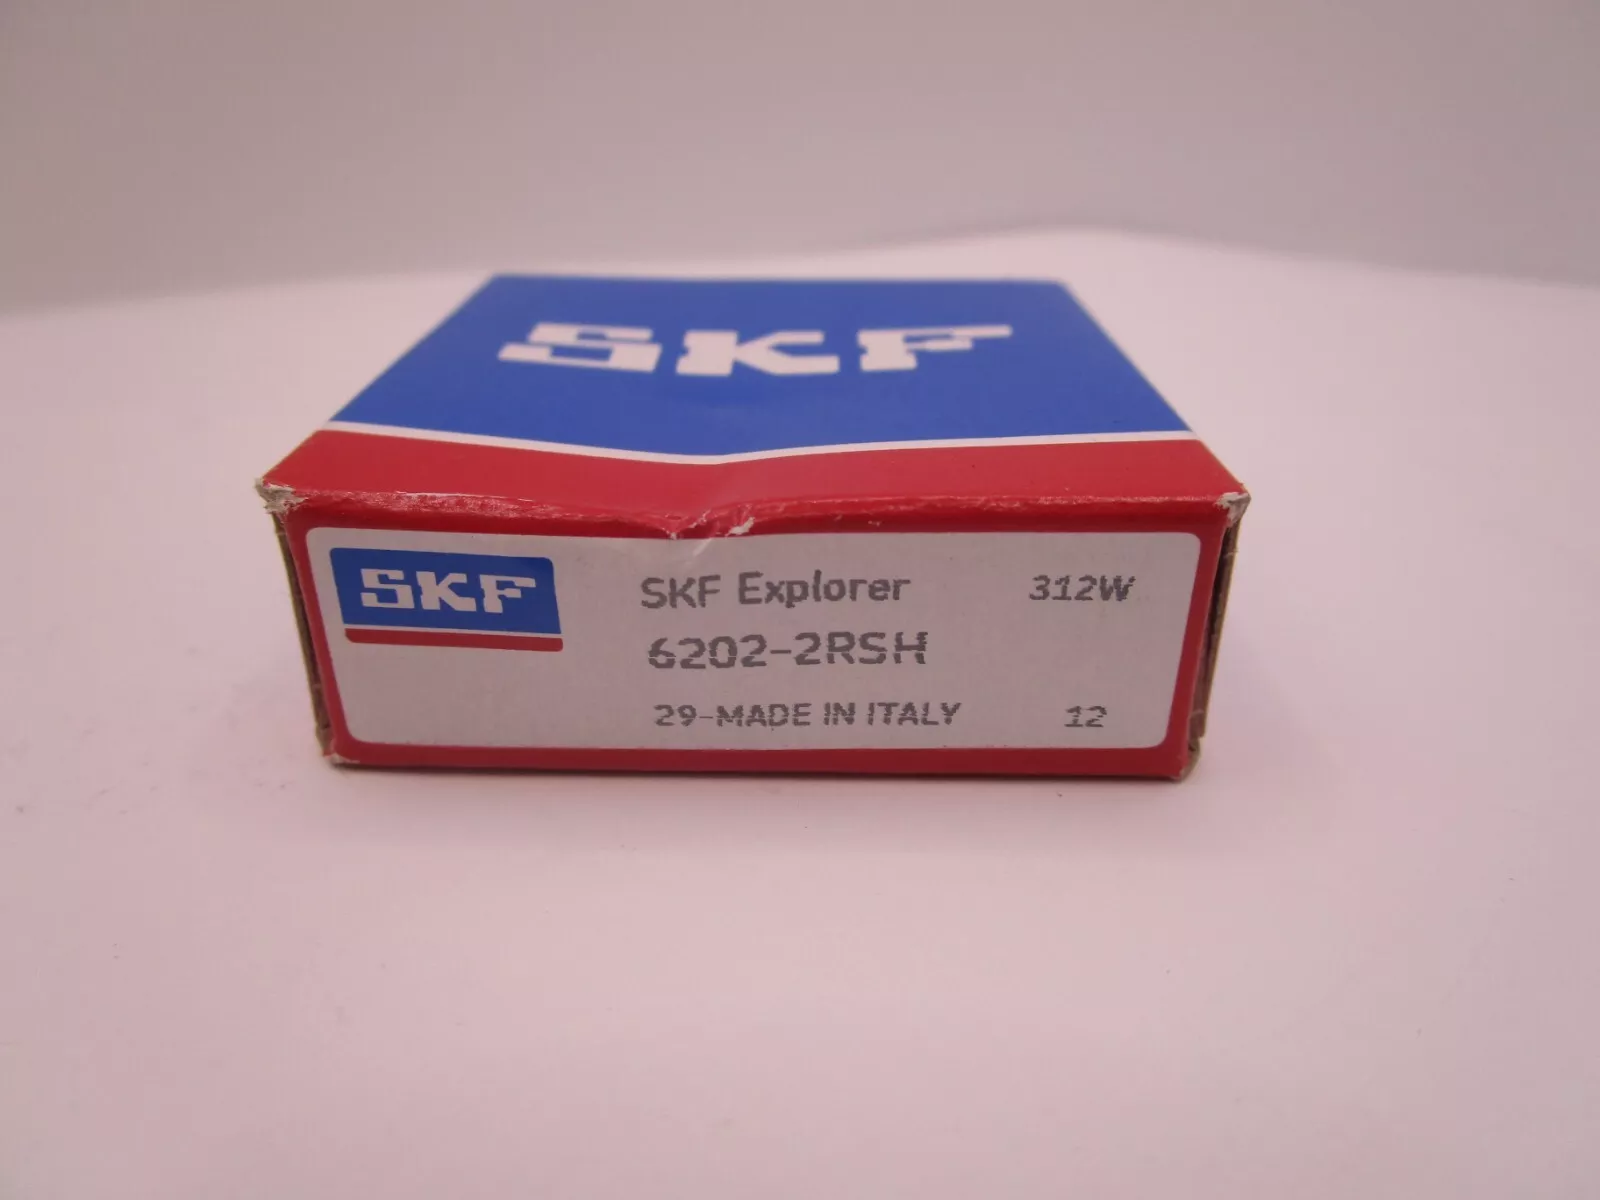 SKF
SKF
SKF Explorer 312W
6202-2RSH
29-MADE IN ITALY 12